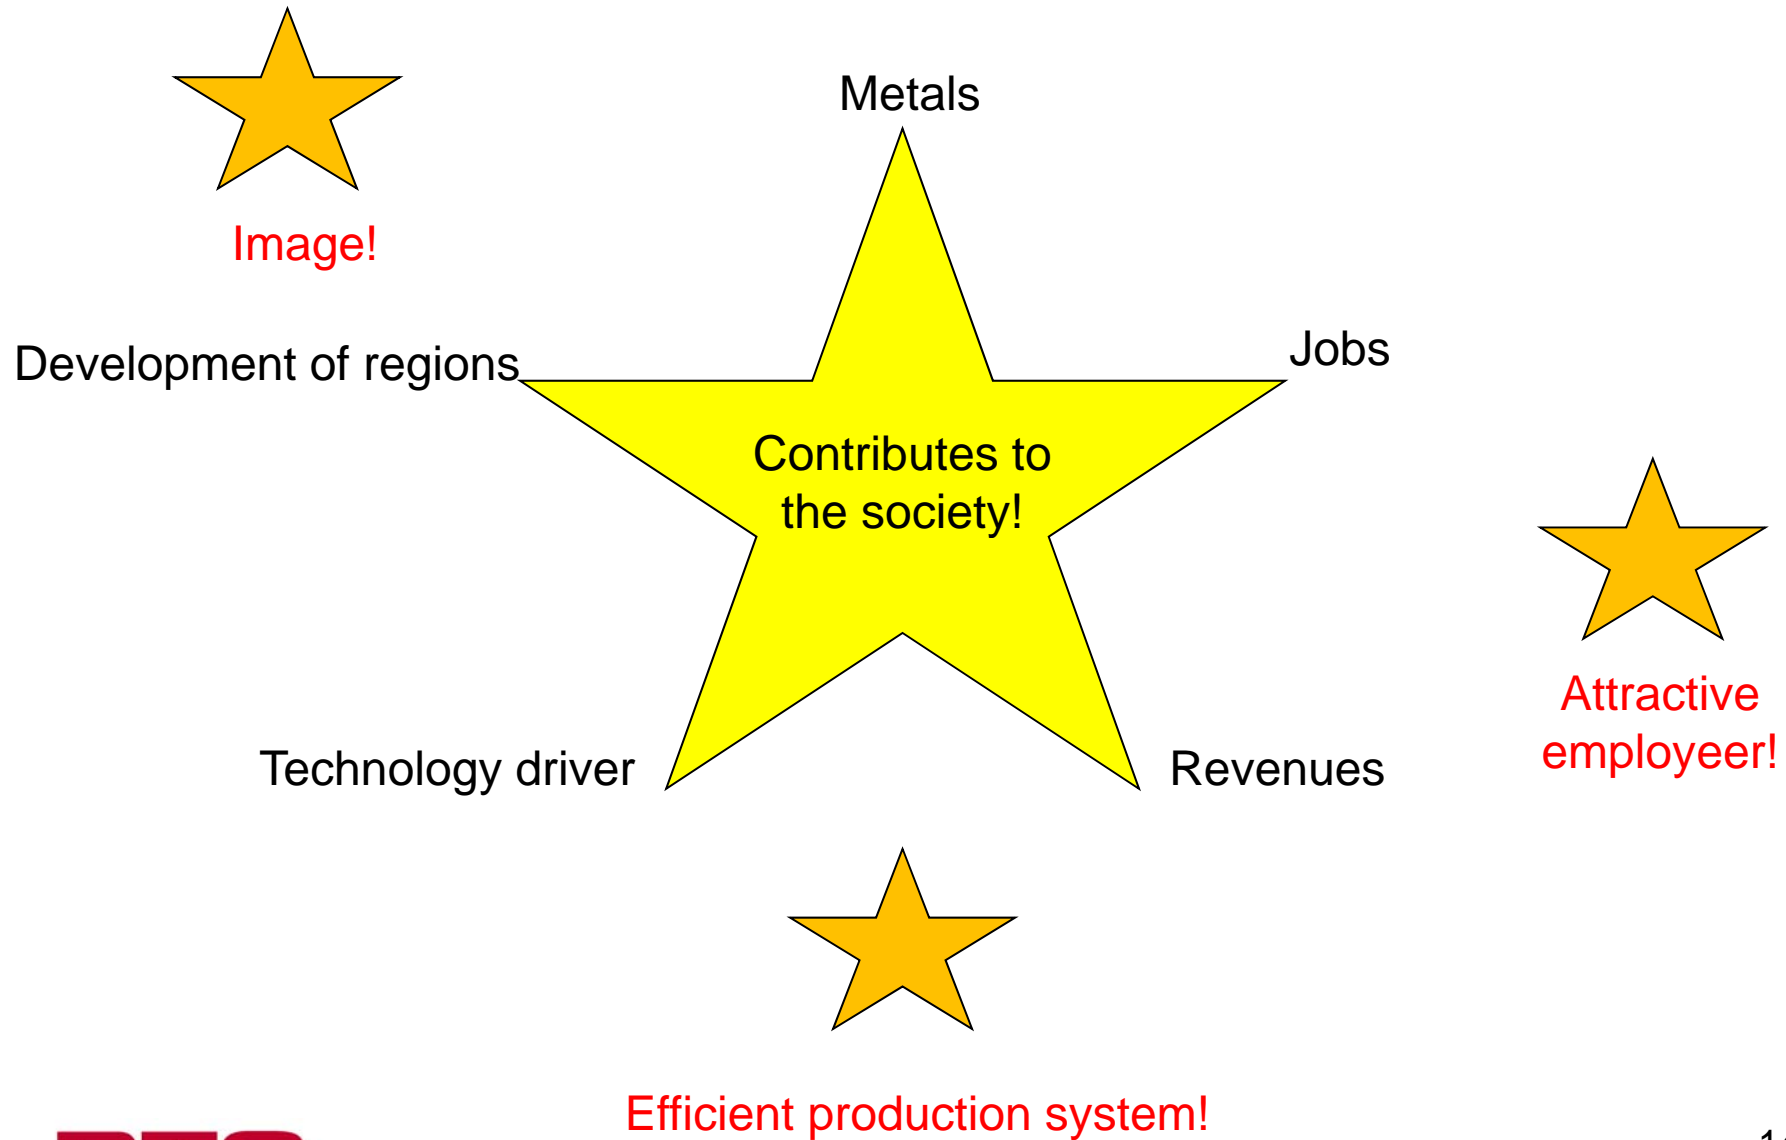 Metals
Image!
Development of regions
Jobs
Contributes to
the society!
Attractive
employeer!
Technology driver
Revenues
Efficient production system!